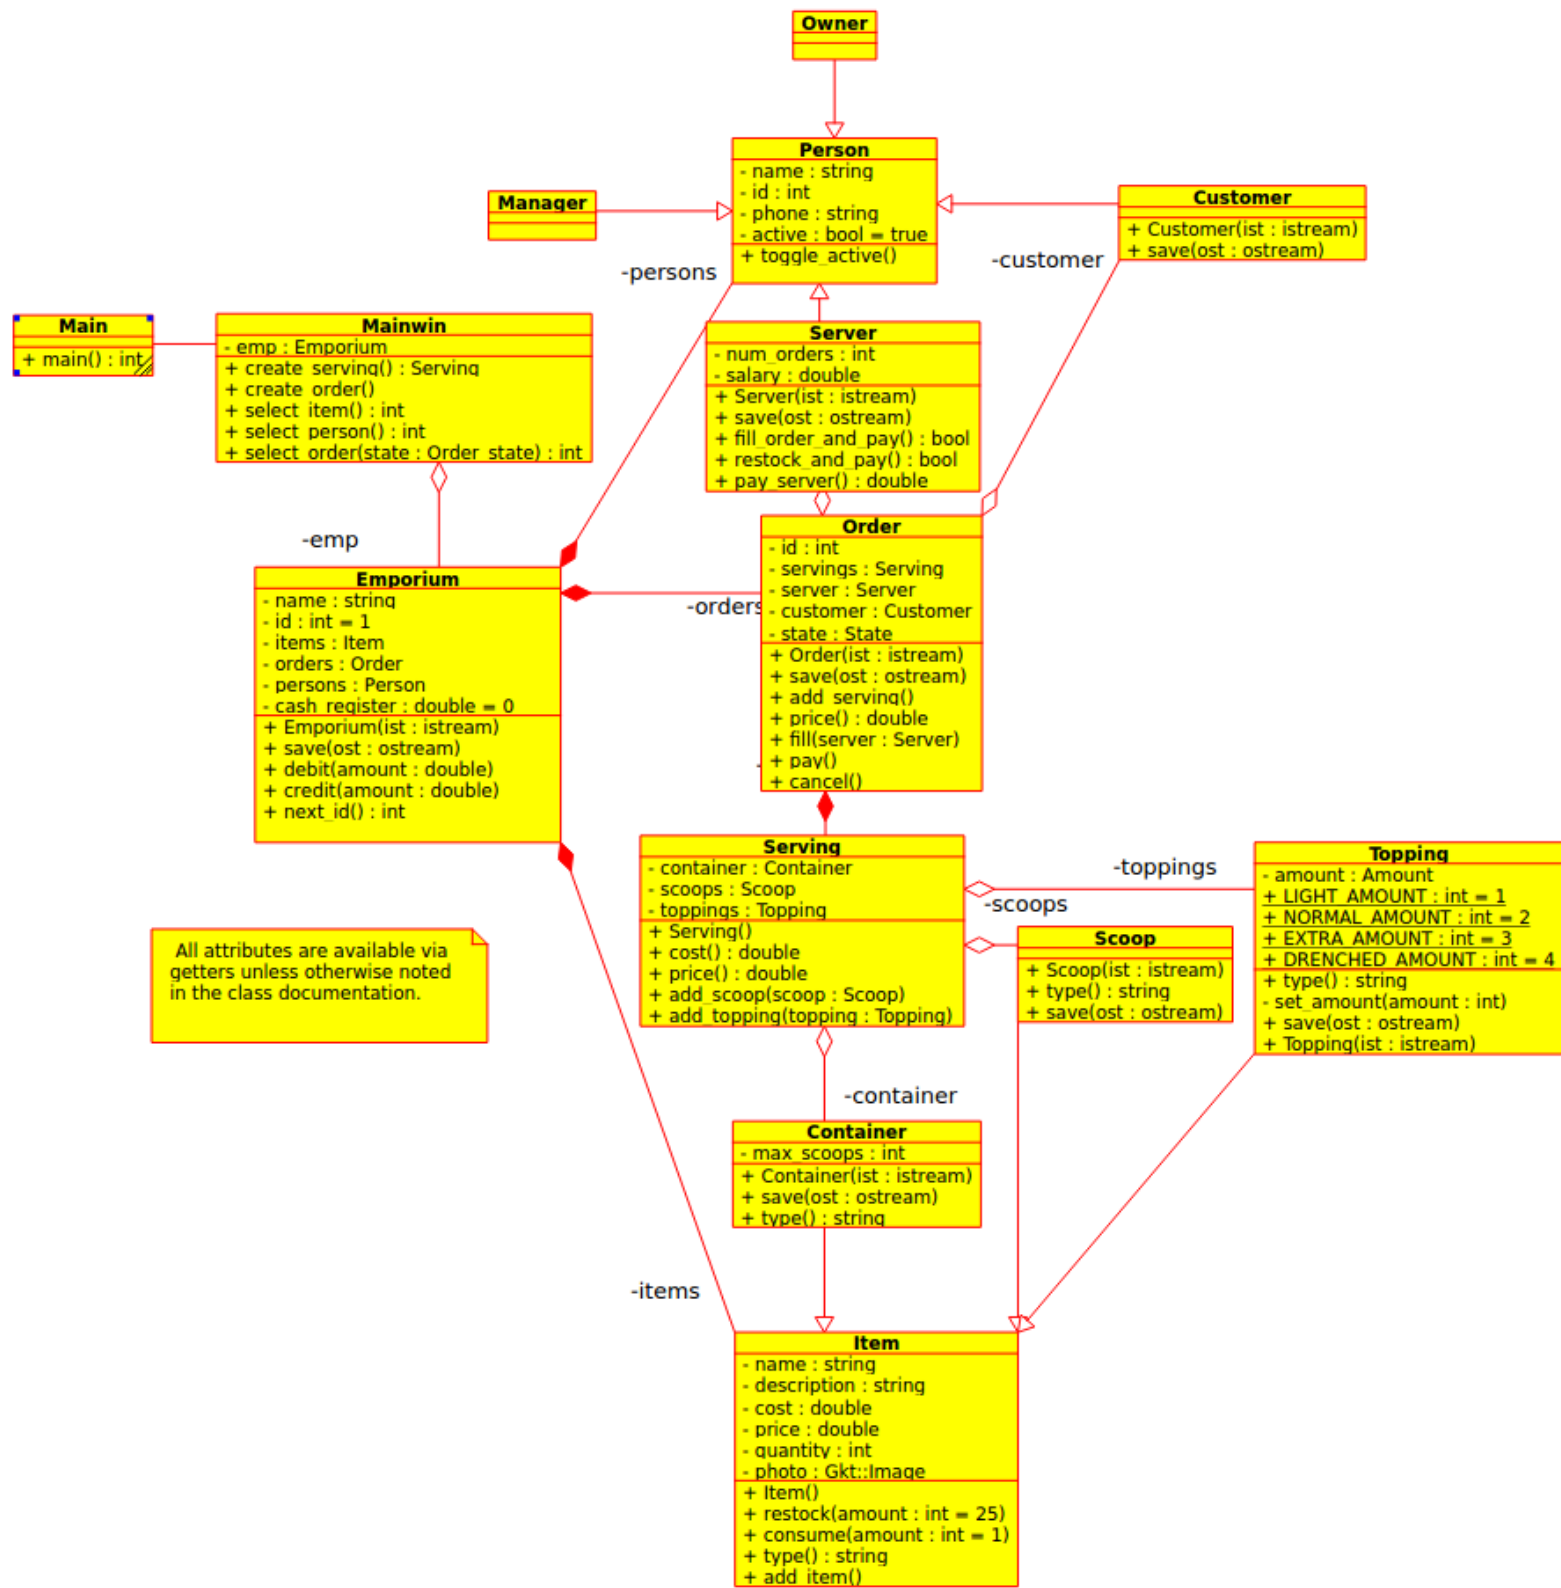 Owner
Person
- name : string
- id : int
- phone : string
- active : bool = true
+ toggle_active()
Manager
Customer
+ Customer(ist : istream)
+ save(ost : ostream)
-persons
-customer
Main
+ main() : int
Mainwin
- emp : Emporium
+ create_serving() : Serving
+ create_order()
+ select_item() : int
+ select_person() : int
+ select_order(state : Order_state) : int
Server
- num_orders : int
- salary : double
+ Server(ist : istream)
+ save(ost : ostream)
+ fill_order_and_pay() : bool
+ restock_and_pay() : bool
+ pay_server() : double
-emp
Emporium
- name : string
- id : int = 1
- items : Item
- orders : Order
- persons : Person
- cash_register : double = 0
+ Emporium(ist : istream)
+ save(ost : ostream)
+ debit(amount : double)
+ credit(amount : double)
+ next_id() : int
-orders
Order
- id : int
- servings : Serving
- server : Server
- customer : Customer
- state : State
+ Order(ist : istream)
+ save(ost : ostream)
+ add_serving()
+ price() : double
+ fill(server : Server)
+ pay()
+ cancel()
Serving
- container : Container
- scoops : Scoop
- toppings : Topping
+ Serving()
+ cost() : double
+ price() : double
+ add_scoop(scoop : Scoop)
+ add_topping(topping : Topping)
-toppings
-scoops
Topping
- amount : Amount
+ LIGHT_AMOUNT : int = 1
+ NORMAL_AMOUNT : int = 2
+ EXTRA_AMOUNT : int = 3
+ DRENCHED_AMOUNT : int = 4
+ type() : string
- set_amount(amount : int)
+ save(ost : ostream)
+ Topping(ist : istream)
Scoop
+ Scoop(ist : istream)
+ type() : string
+ save(ost : ostream)
All attributes are available via
getters unless otherwise noted
in the class documentation.
-container
Container
- max_scoops : int
+ Container(ist : istream)
+ save(ost : ostream)
+ type() : string
-items
Item
- name : string
- description : string
- cost : double
- price : double
- quantity : int
- photo : Gkt::Image
+ Item()
+ restock(amount : int = 25)
+ consume(amount : int = 1)
+ type() : string
+ add_item()